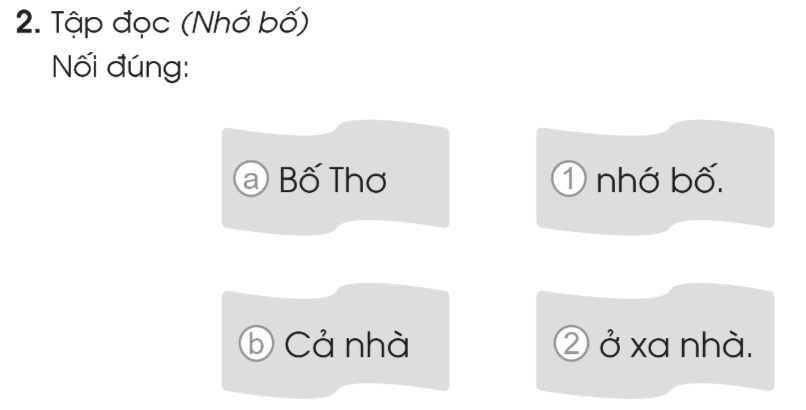 2. Tập đọc (Nhớ bố)
Nối đúng:
a Bố Thơ
1 nhớ bố.
b Cả nhà
2 ở xa nhà.